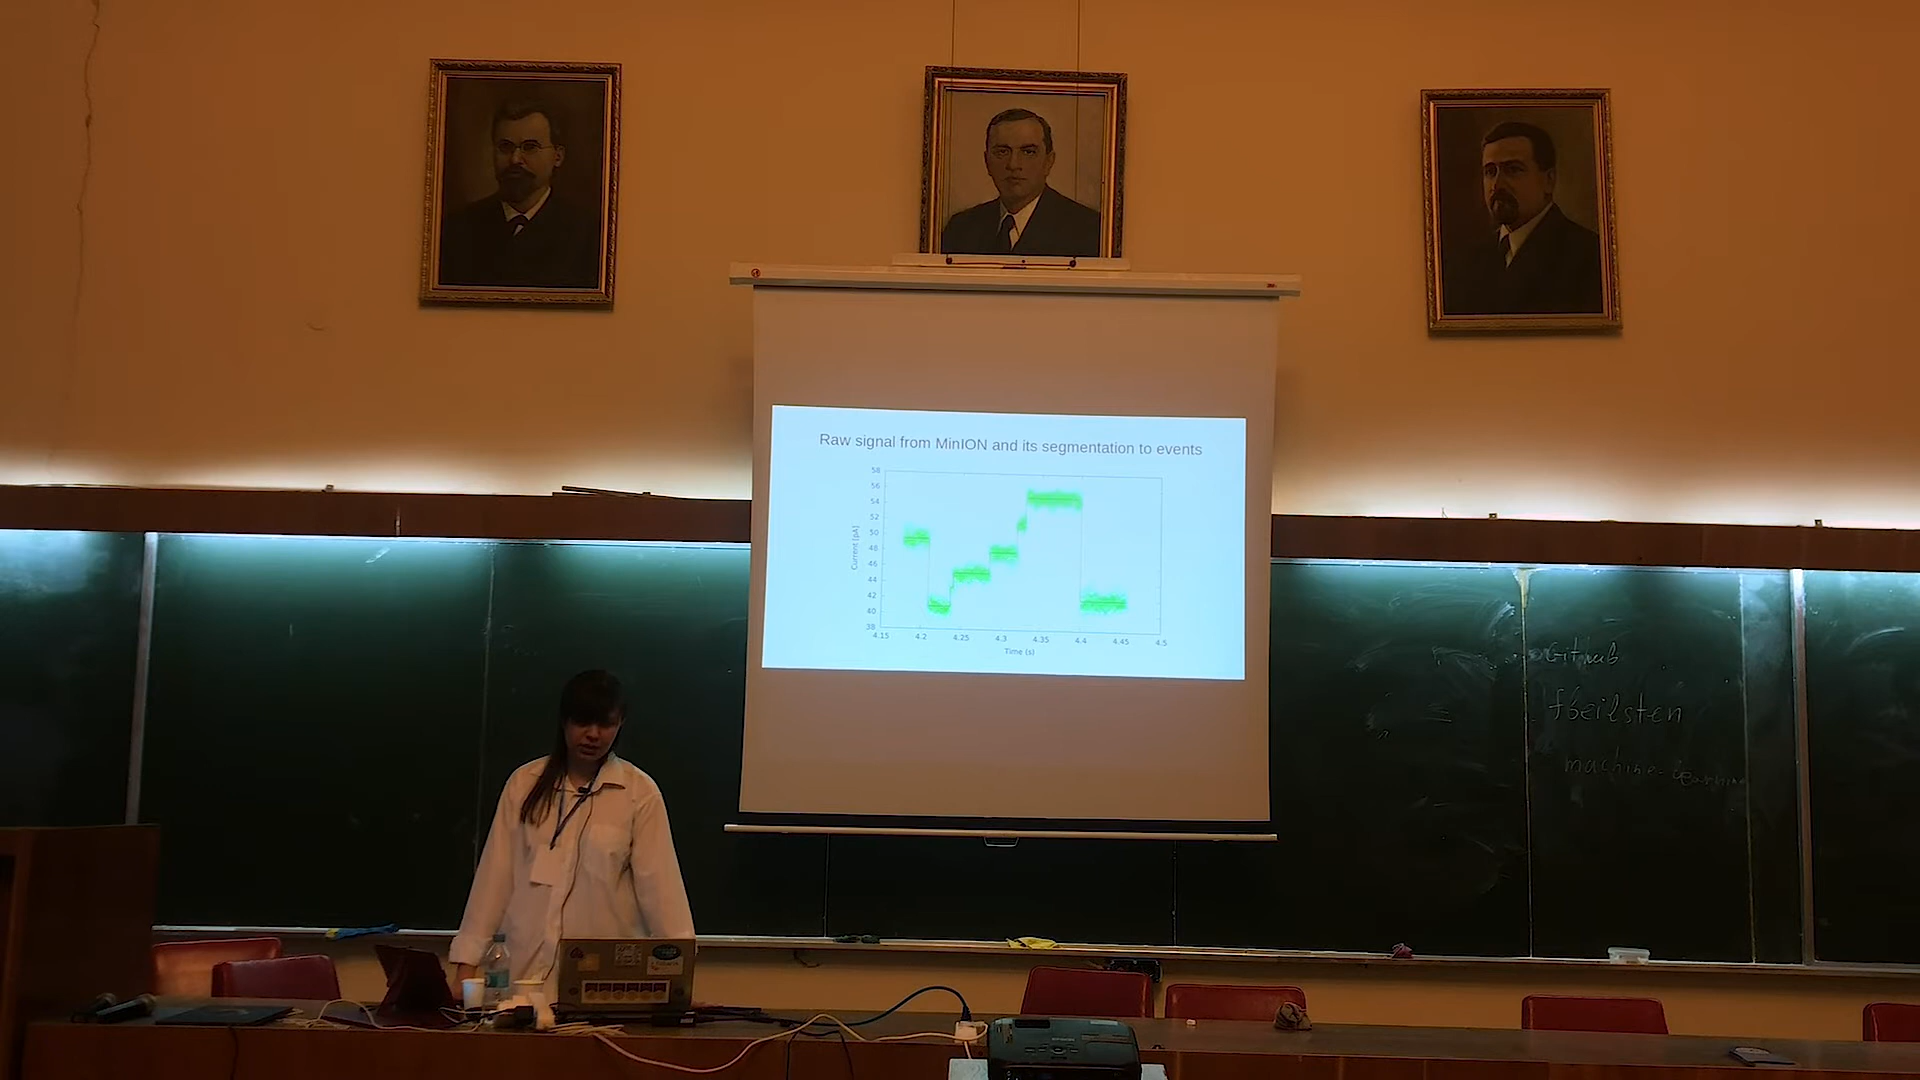 Raw signal from MinION and its segmentation to events
58
56
54
52
50
48
46
44
42
40
38
Current [pA]
4.15 4.2 4.25 4.3 4.35 4.4 4.45 4.5
Time (s)
Github
fbeilsten
machine-learning